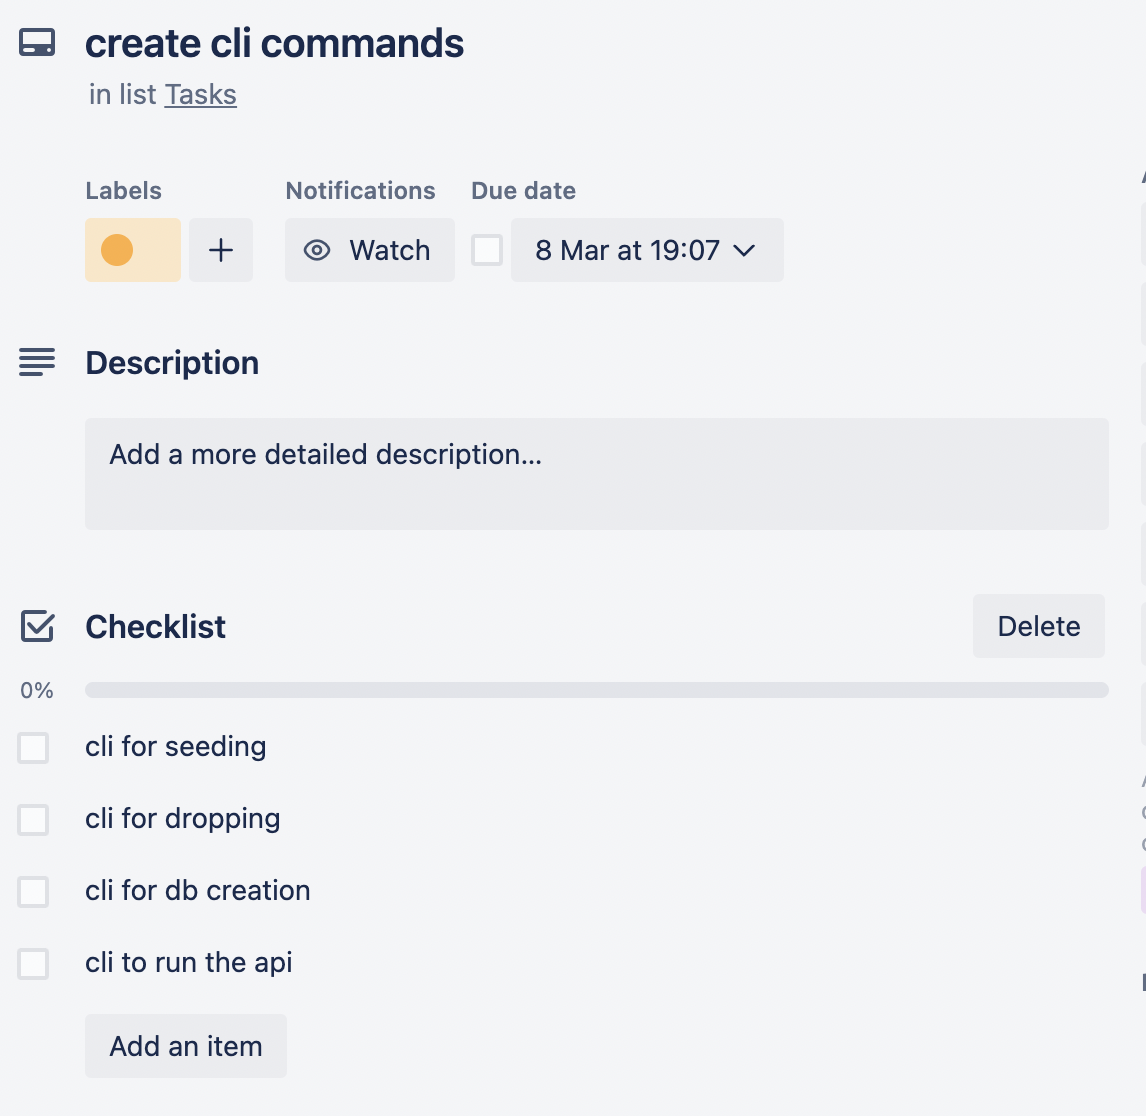 create cli commands
in list Tasks
Labels
Notifications
Due date
Watch
8 Mar at 19:07
Description
Add a more detailed description...
Checklist
Delete
0%
cli for seeding
cli for dropping
cli for db creation
cli to run the api
Add an item